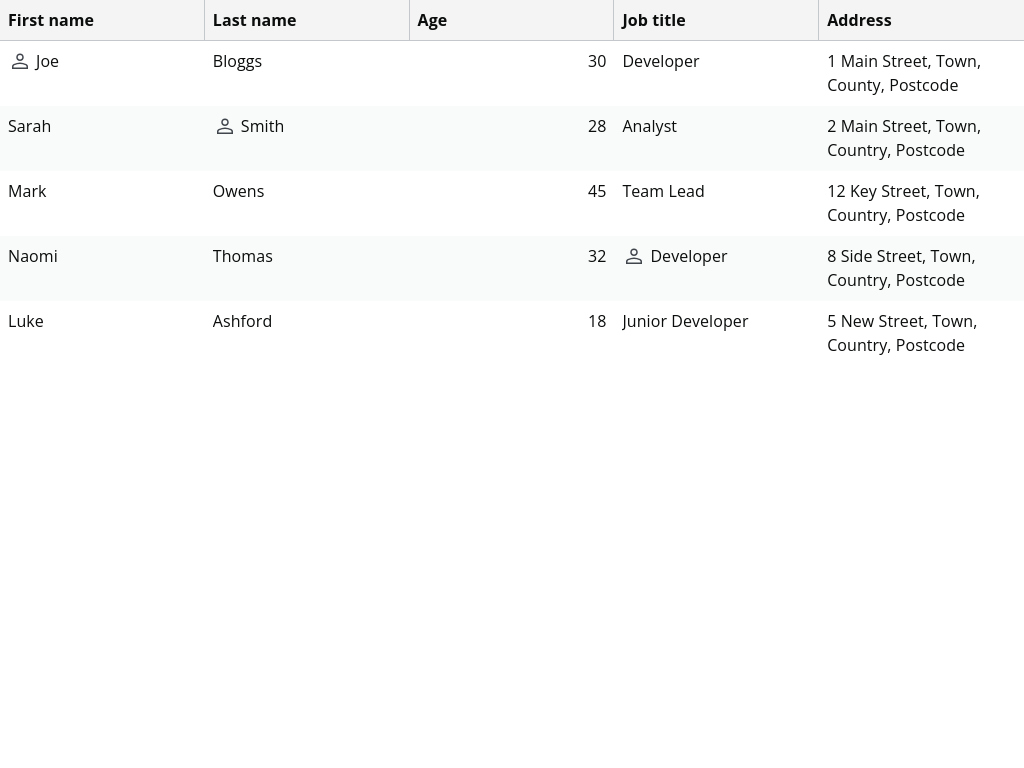 First name Last name Age Job title Address
Joe Bloggs 30 Developer 1 Main Street, Town,
County, Postcode
Sarah Smith 28 Analyst 2 Main Street, Town,
Country, Postcode
Mark Owens 45 Team Lead 12 Key Street, Town,
Country, Postcode
Naomi Thomas 32 Developer 8 Side Street, Town,
Country, Postcode
Luke Ashford 18 Junior Developer 5 New Street, Town,
Country, Postcode